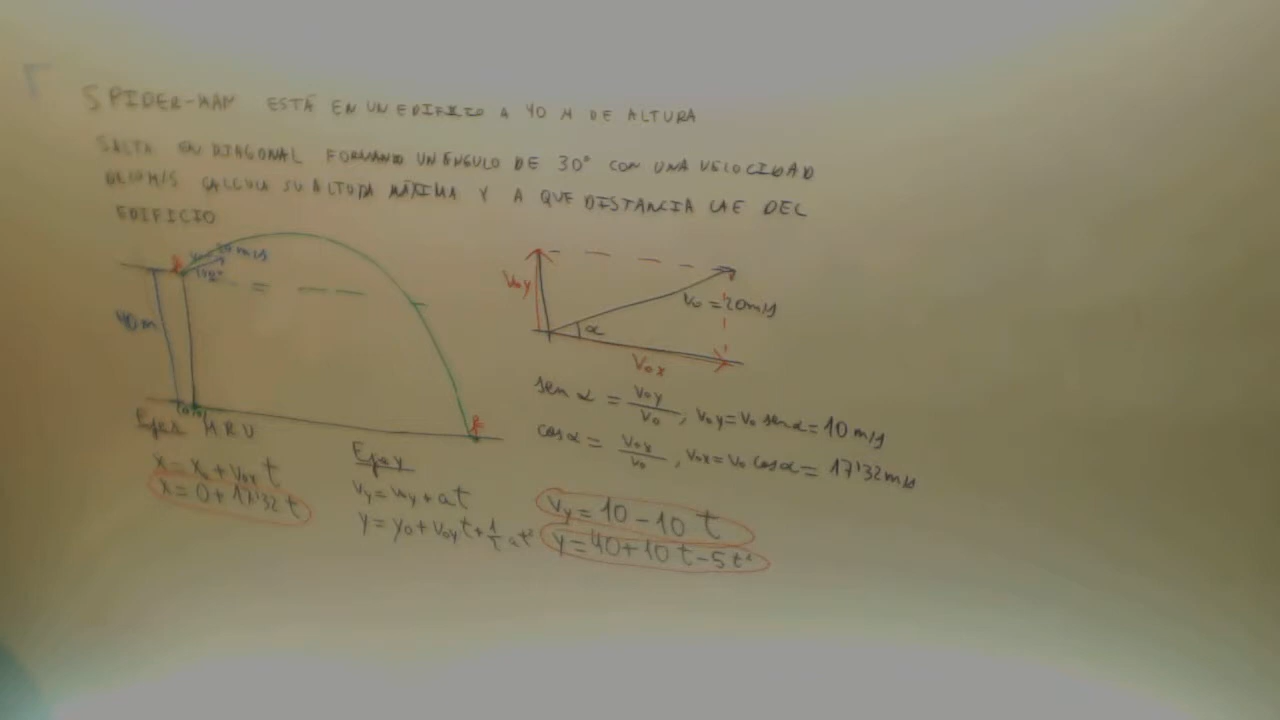 SPIDER-MAN ESTÁ EN UN EDIFICIO A 40 M DE ALTURA
SALTA EN DIAGONAL FORMANDO UN ÁNGULO DE 30° CON UNA VELOCIDAD
CALCULA SU ALTURA MÁXIMA Y A QUE DISTANCIA CAE DEL
EDIFICIO
40m
V₀y
V₀ = 20m/s
α
V₀x
sen α = V₀y/V₀, V₀y = V₀ sen α = 10 m/s
cos α = V₀x/V₀, V₀x = V₀ cos α = 17'32 m/s
Eje x MRU
x = x₀ + V₀x t
x = 0 + 17'32 t
Eje y
Vy = V₀y + at
y = y₀ + V₀y t + 1/2 at²
Vy = 10 - 10 t
y = 40 + 10 t - 5 t²